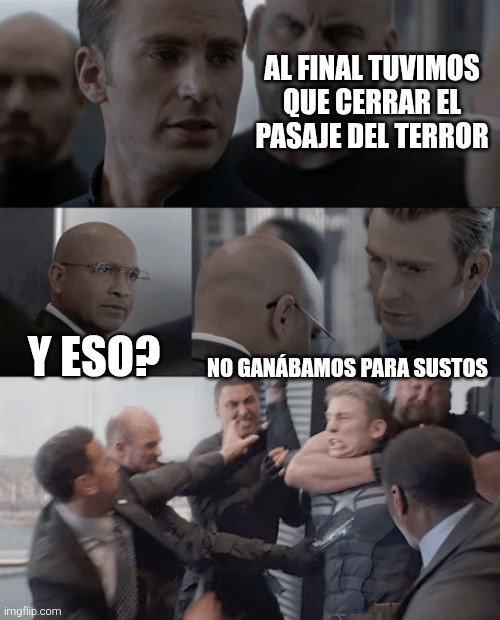 AL FINAL TUVIMOS
QUE CERRAR EL
PASAJE DEL TERROR
Y ESO?
NO GANÁBAMOS PARA SUSTOS
imgflip.com